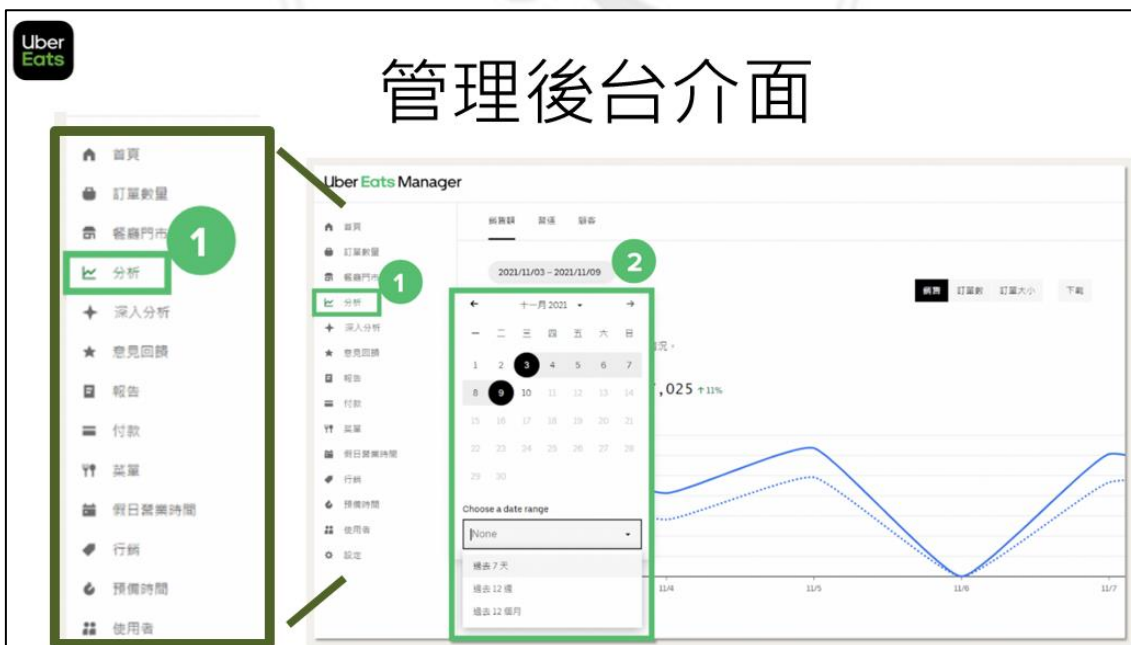 Uber
Eats
管理後台介面
首頁
訂單數量
餐廳門市
1
分析
深入分析
意見回饋
報告
付款
菜單
假日營業時間
行銷
預備時間
使用者
Uber Eats Manager
首頁
訂單數量
餐廳門市
1
分析
深入分析
意見回饋
報告
付款
菜單
假日營業時間
行銷
預備時間
使用者
設定
銷售額 餐係 顧客
2021/11/03 – 2021/11/09
2
銷售 訂單數 訂單大小 下載
← 十一月 2021 →
一 二 三 四 五 六 日
1 2 3 4 5 6 7
8 9 10 11 12 13 14
15 16 17 18 19 20 21
22 23 24 25 26 27 28
29 30
況。
,025 ↑11%
Choose a date range
None
過去 7 天
過去 12 週
過去 12 個月
11/4 11/5 11/6 11/7